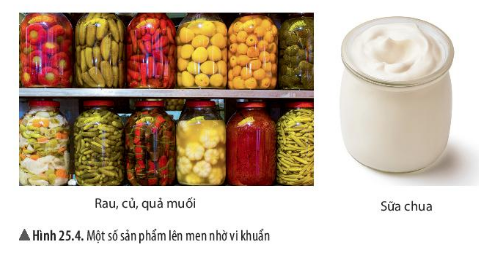 Rau, củ, quả muối
Sữa chua
▲ Hình 25.4. Một số sản phẩm lên men nhờ vi khuẩn